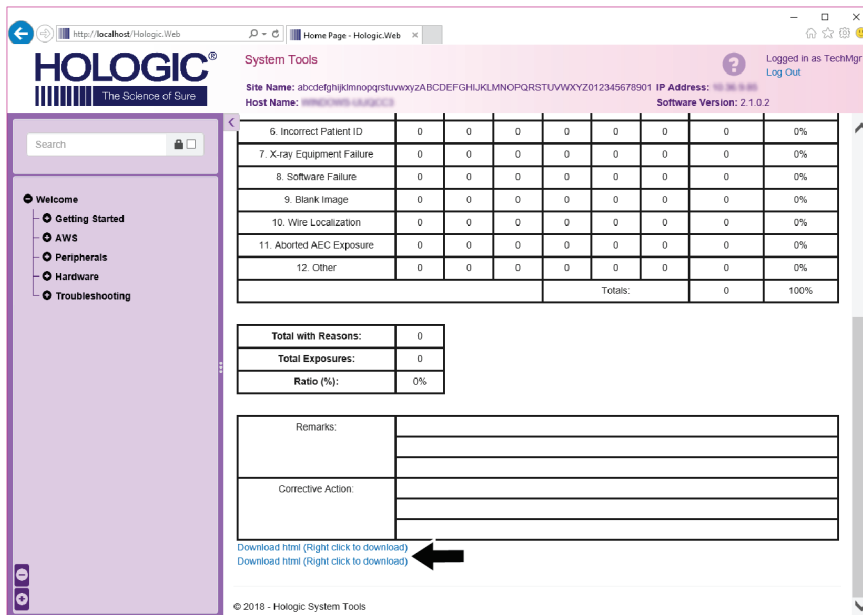 http://localhost/Hologic.Web
Home Page - Hologic.Web
HOLOGIC®
The Science of Sure
System Tools
?
Logged in as TechMgr
Log Out
Site Name: abcdefghijklmnopqrstuvwxyzABCDEFGHIJKLMNOPQRSTUVWXYZ012345678901 IP Address:
Host Name: Software Version: 2.1.0.2
Search
Welcome
Getting Started
AWS
Peripherals
Hardware
Troubleshooting
6. Incorrect Patient ID 0 0 0 0 0 0 0 0%
7. X-ray Equipment Failure 0 0 0 0 0 0 0 0%
8. Software Failure 0 0 0 0 0 0 0 0%
9. Blank Image 0 0 0 0 0 0 0 0%
10. Wire Localization 0 0 0 0 0 0 0 0%
11. Aborted AEC Exposure 0 0 0 0 0 0 0 0%
12. Other 0 0 0 0 0 0 0 0%
Totals: 0 100%
Total with Reasons: 0
Total Exposures: 0
Ratio (%): 0%
Remarks:
Corrective Action:
Download html (Right click to download)
Download html (Right click to download)
© 2018 - Hologic System Tools